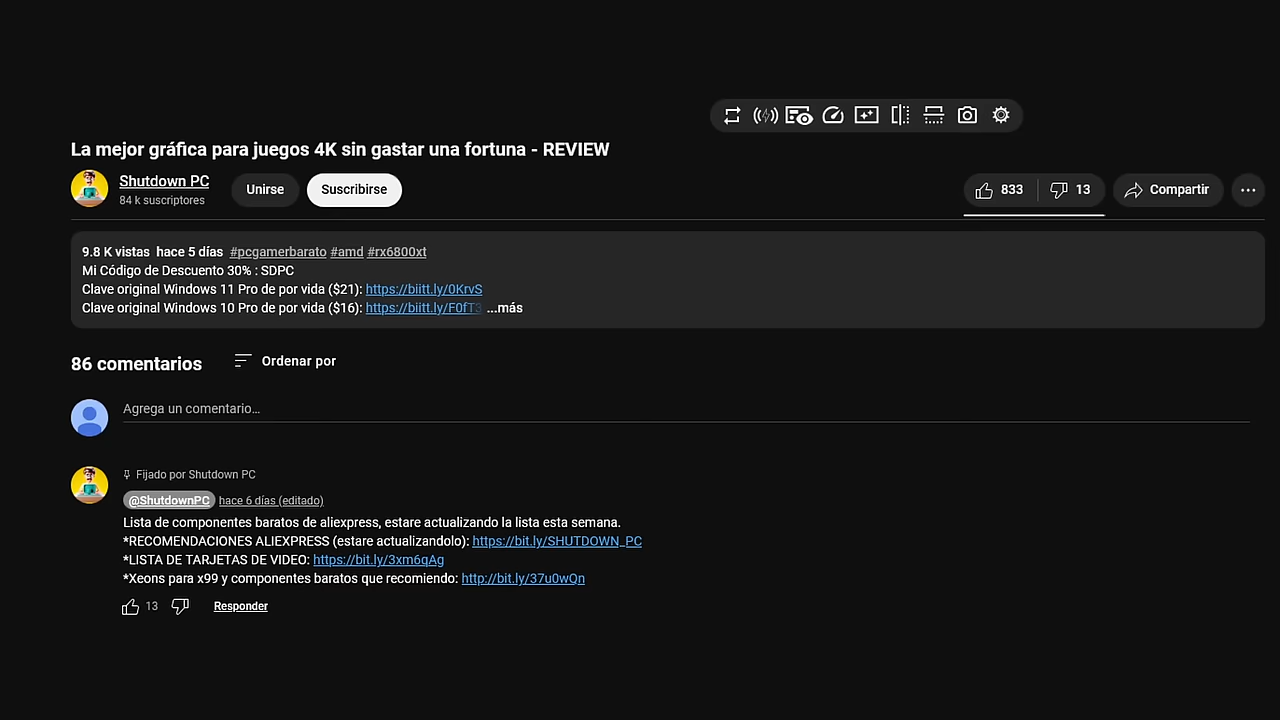 La mejor gráfica para juegos 4K sin gastar una fortuna - REVIEW
Shutdown PC
84 k suscriptores
Unirse
Suscribirse
833
13
Compartir
9.8 K vistas hace 5 días #pcgamerbarato #amd #rx6800xt
Mi Código de Descuento 30% : SDPC
Clave original Windows 11 Pro de por vida ($21): https://biitt.ly/0KrvS
Clave original Windows 10 Pro de por vida ($16): https://biitt.ly/F0fT3 ...más
86 comentarios
Ordenar por
Agrega un comentario...
Fijado por Shutdown PC
@ShutdownPC hace 6 días (editado)
Lista de componentes baratos de aliexpress, estare actualizando la lista esta semana.
*RECOMENDACIONES ALIEXPRESS (estare actualizandolo): https://bit.ly/SHUTDOWN_PC
*LISTA DE TARJETAS DE VIDEO: https://bit.ly/3xm6qAg
*Xeons para x99 y componentes baratos que recomiendo: http://bit.ly/37u0wQn
13
Responder